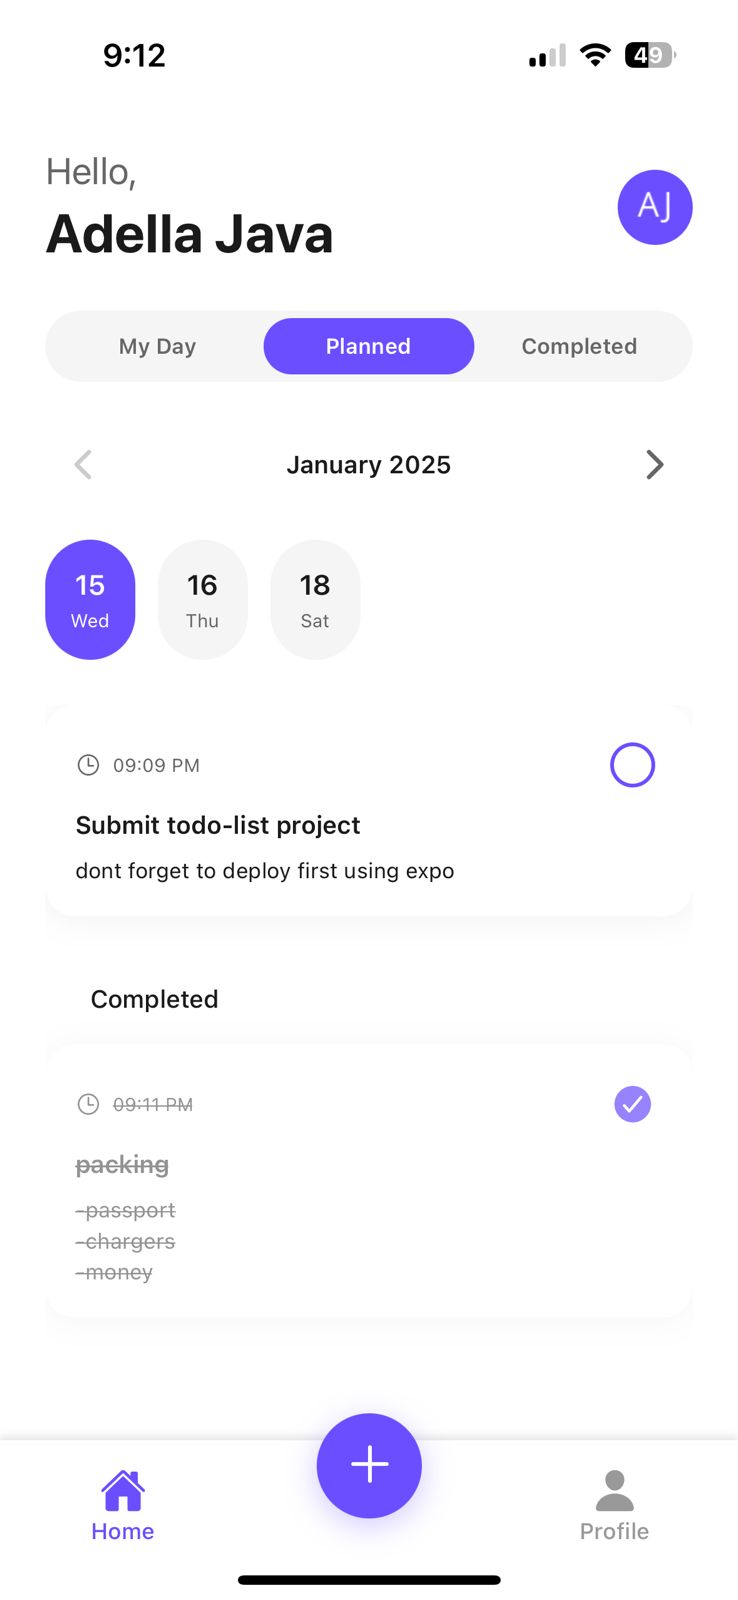 9:12
49
Hello,
Adella Java
AJ
My Day
Planned
Completed
January 2025
15
Wed
16
Thu
18
Sat
09:09 PM
Submit todo-list project
dont forget to deploy first using expo
Completed
09:11 PM
packing
-passport
-chargers
-money
Home
Profile